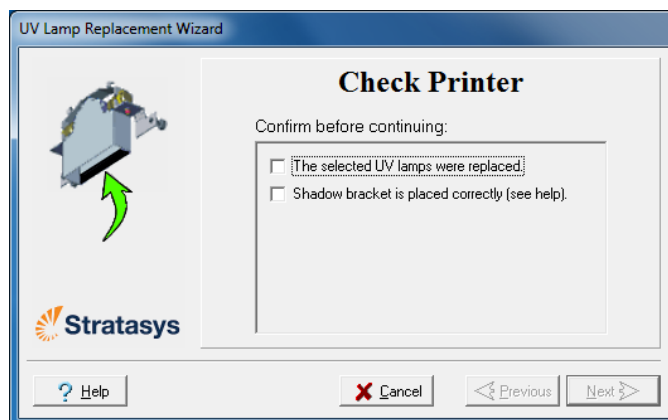 UV Lamp Replacement Wizard
Check Printer
Confirm before continuing:
The selected UV lamps were replaced.
Shadow bracket is placed correctly (see help).
Stratasys
? Help
Cancel
Previous
Next